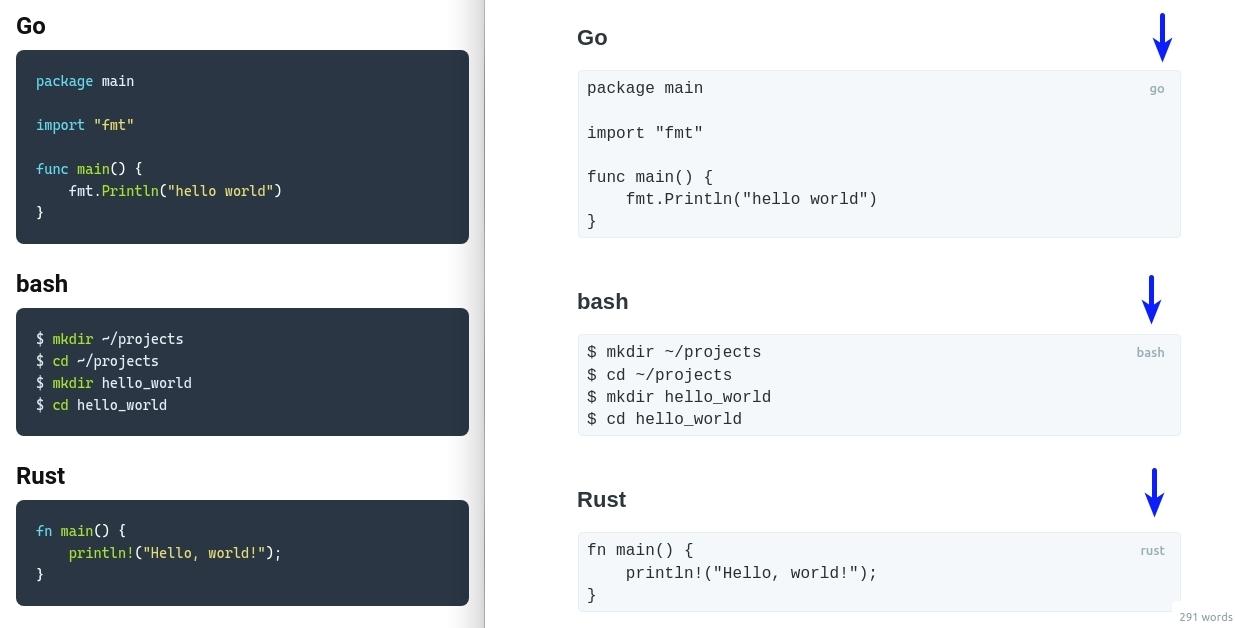 Go
package main
import "fmt"
func main() {
    fmt.Println("hello world")
}
bash
$ mkdir ~/projects
$ cd ~/projects
$ mkdir hello_world
$ cd hello_world
Rust
fn main() {
    println!("Hello, world!");
}
Go
go
package main
import "fmt"
func main() {
    fmt.Println("hello world")
}
bash
bash
$ mkdir ~/projects
$ cd ~/projects
$ mkdir hello_world
$ cd hello_world
Rust
rust
fn main() {
    println!("Hello, world!");
}
291 words